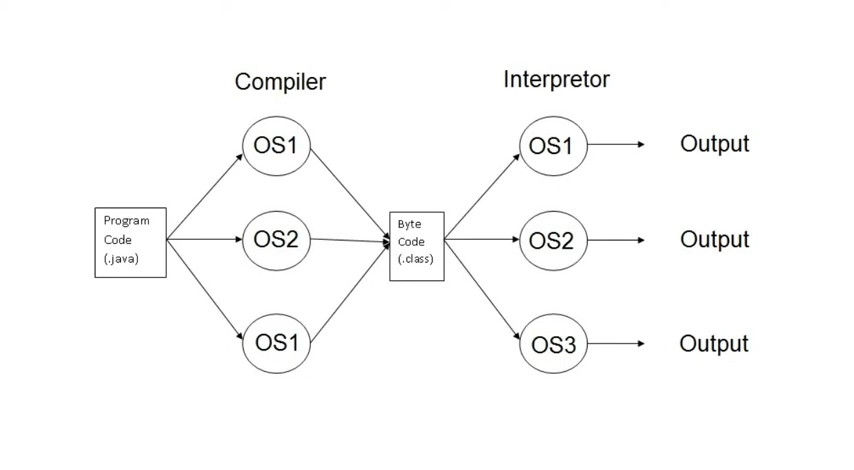 Compiler
Interpretor
OS1
OS1
Output
Program
Code
(.java)
OS2
Byte
Code
(.class)
OS2
Output
OS1
OS3
Output